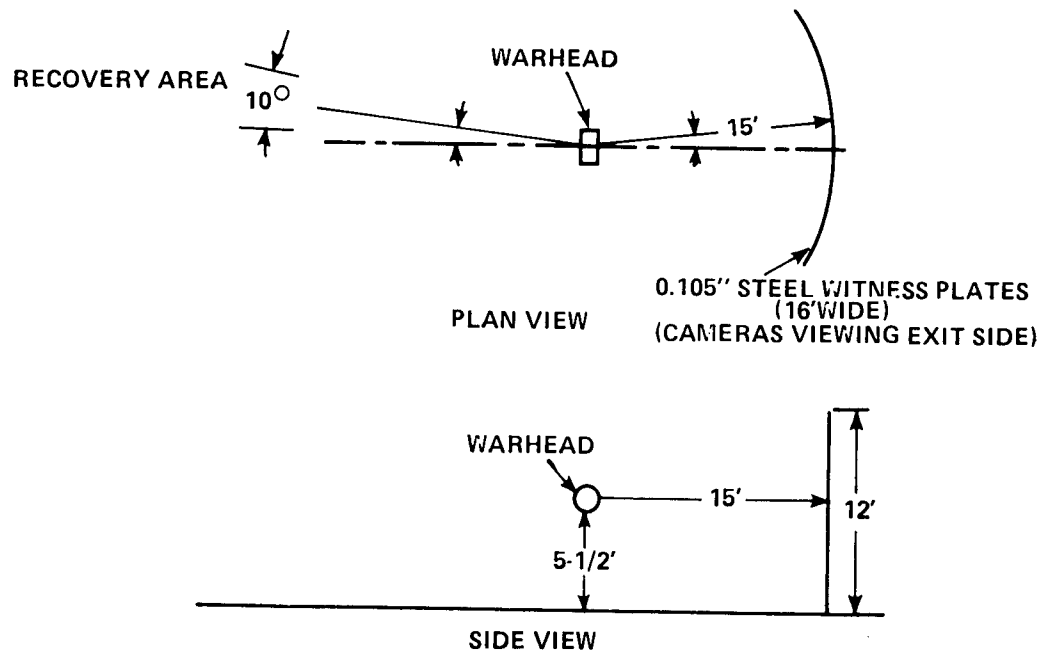 WARHEAD
RECOVERY AREA
10°
15'
0.105" STEEL WITNESS PLATES
(16'WIDE)
(CAMERAS VIEWING EXIT SIDE)
PLAN VIEW
WARHEAD
15'
12'
5-1/2'
SIDE VIEW